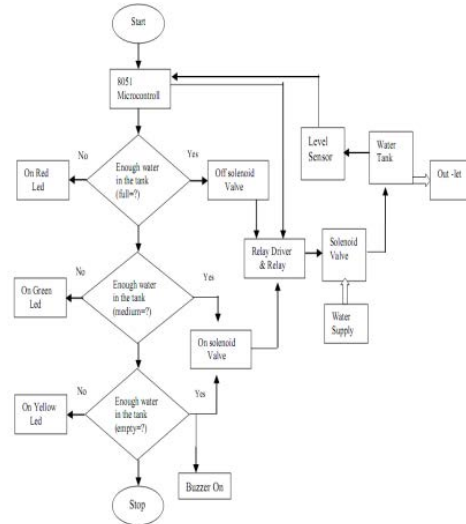 Start
8051
Microcontroll
Level
Sensor
Water
Tank
Out -let
No
Yes
Enough water
in the tank
(full=?)
On Red
Led
Off solenoid
Valve
Relay Driver
& Relay
Solenoid
Valve
Water
Supply
No
Yes
Enough water
in the tank
(medium=?)
On Green
Led
On solenoid
Valve
No
Yes
Enough water
in the tank
(empty=?)
On Yellow
Led
Buzzer On
Stop